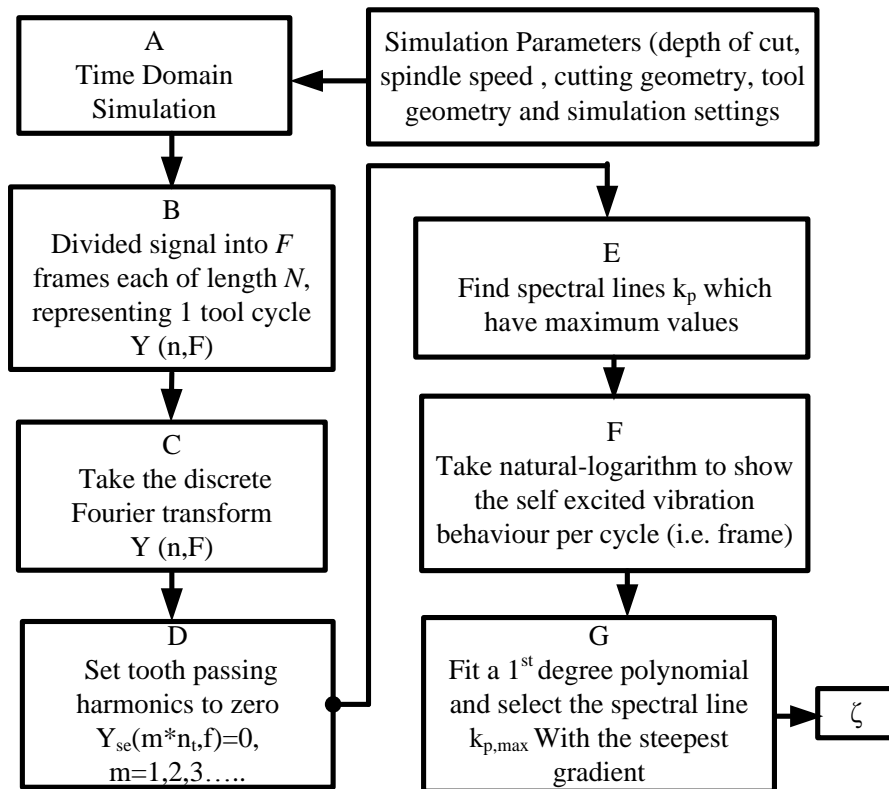 A
Time Domain
Simulation
Simulation Parameters (depth of cut,
spindle speed , cutting geometry, tool
geometry and simulation settings
B
Divided signal into F
frames each of length N,
representing 1 tool cycle
Y (n,F)
C
Take the discrete
Fourier transform
Y (n,F)
D
Set tooth passing
harmonics to zero
Yse(m*nt,f)=0,
m=1,2,3…..
E
Find spectral lines kp which
have maximum values
F
Take natural-logarithm to show
the self excited vibration
behaviour per cycle (i.e. frame)
G
Fit a 1st degree polynomial
and select the spectral line
kp,max With the steepest
gradient
ζ